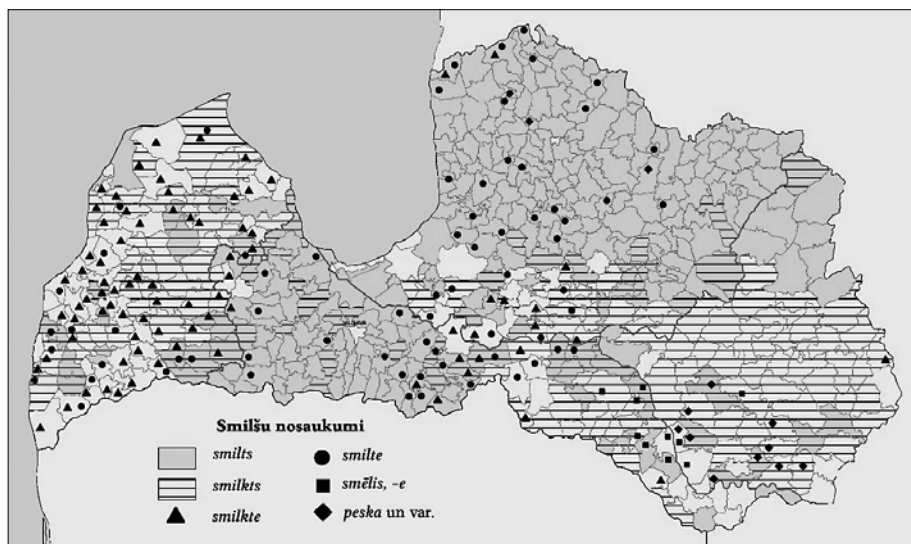 Smilšu nosaukumi
smilts
smilte
smilkts
smēlis, -e
smilkte
peska un var.